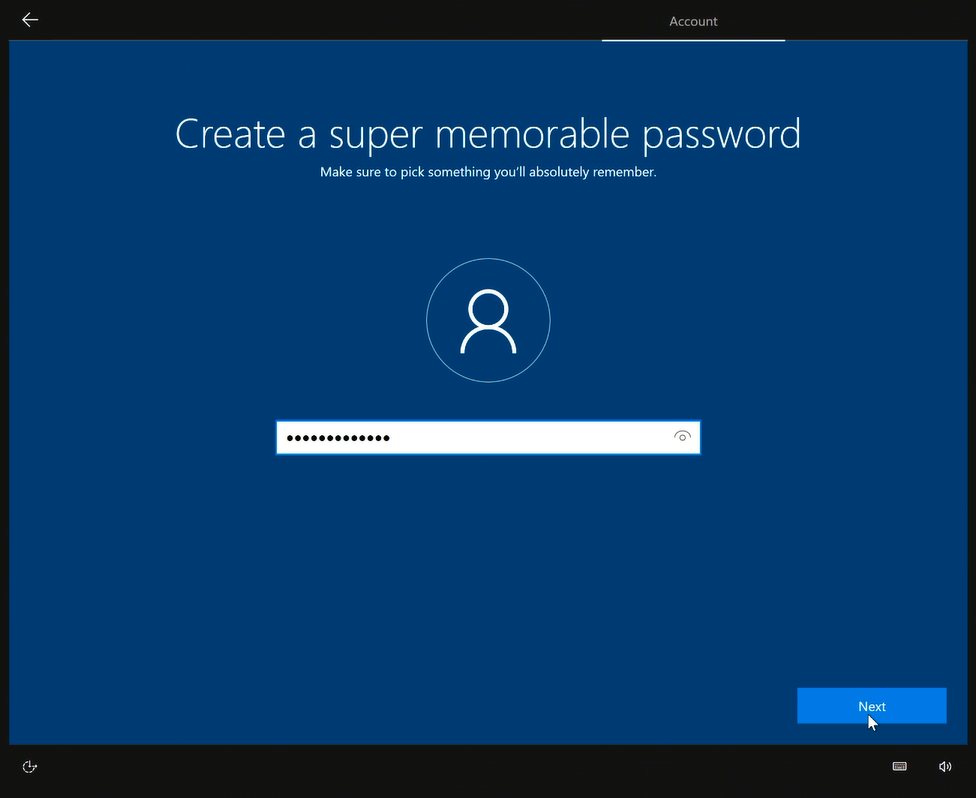 Account
Create a super memorable password
Make sure to pick something you'll absolutely remember.
•••••••••••••
Next